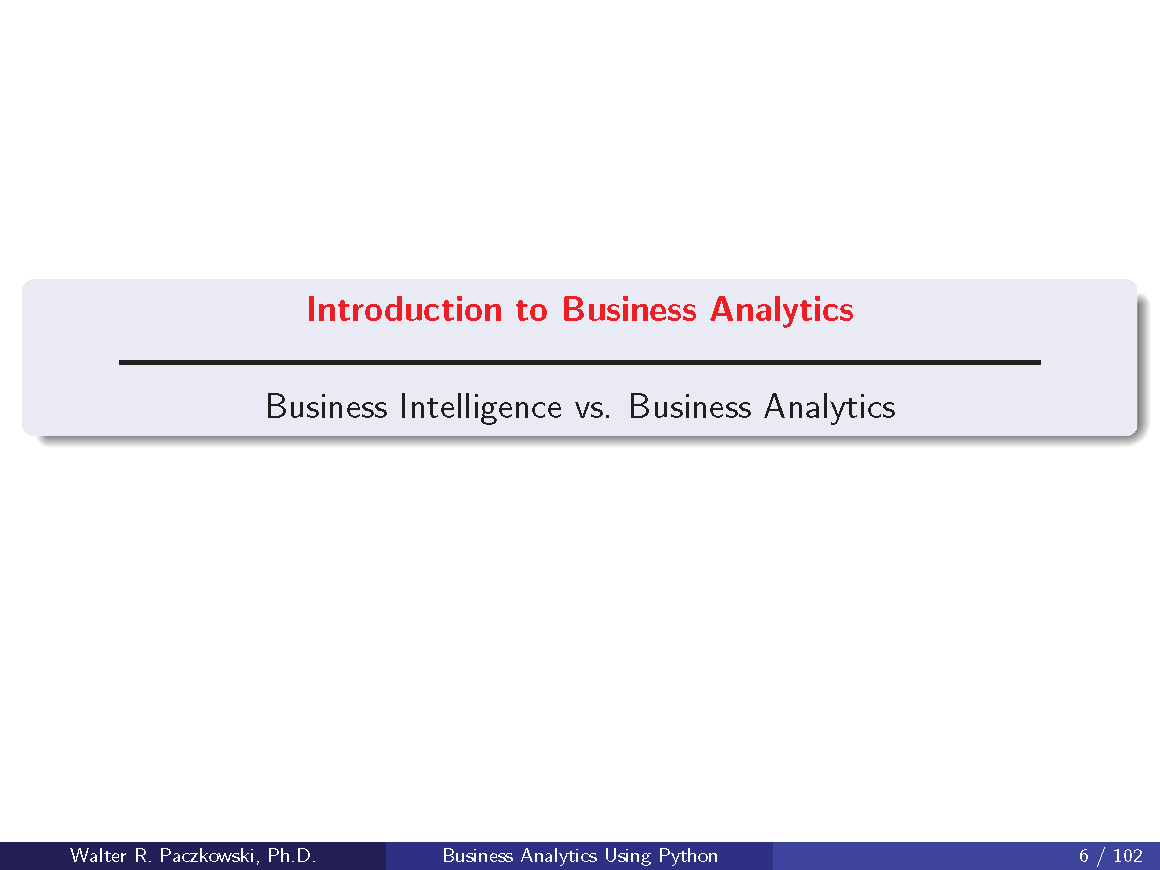 Introduction to Business Analytics
Business Intelligence vs. Business Analytics
Walter R. Paczkowski, Ph.D.
Business Analytics Using Python
6 / 102